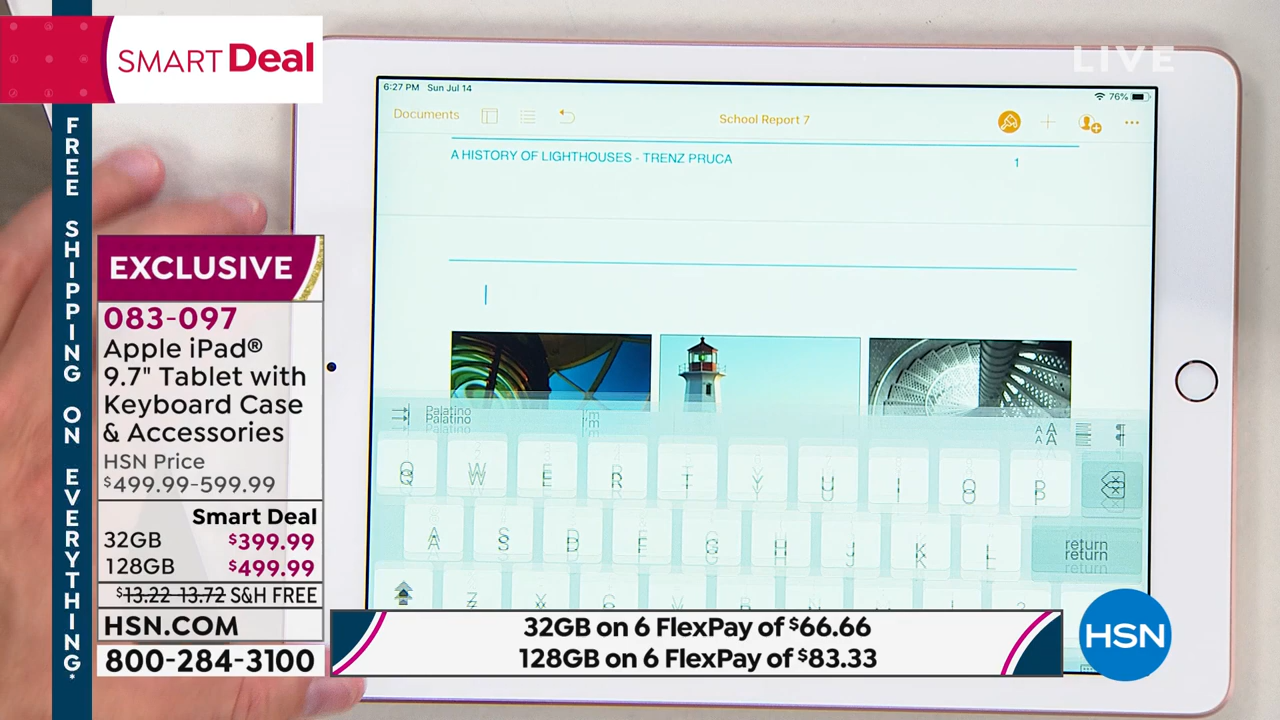 SMART Deal
LIVE
FREE SHIPPING ON EVERYTHING*
EXCLUSIVE
083-097
Apple iPad®
9.7" Tablet with
Keyboard Case
& Accessories
HSN Price
$499.99-599.99
Smart Deal
32GB $399.99
128GB $499.99
$13.22-13.72 S&H FREE
HSN.COM
800-284-3100
6:27 PM Sun Jul 14
76%
Documents
School Report 7
A HISTORY OF LIGHTHOUSES - TRENZ PRUCA 1
Palatino
I'm
AA
Q W E R T Y U I O P
A S D F G H J K L
return
Z X C V B N M
32GB on 6 FlexPay of $66.66
128GB on 6 FlexPay of $83.33
HSN